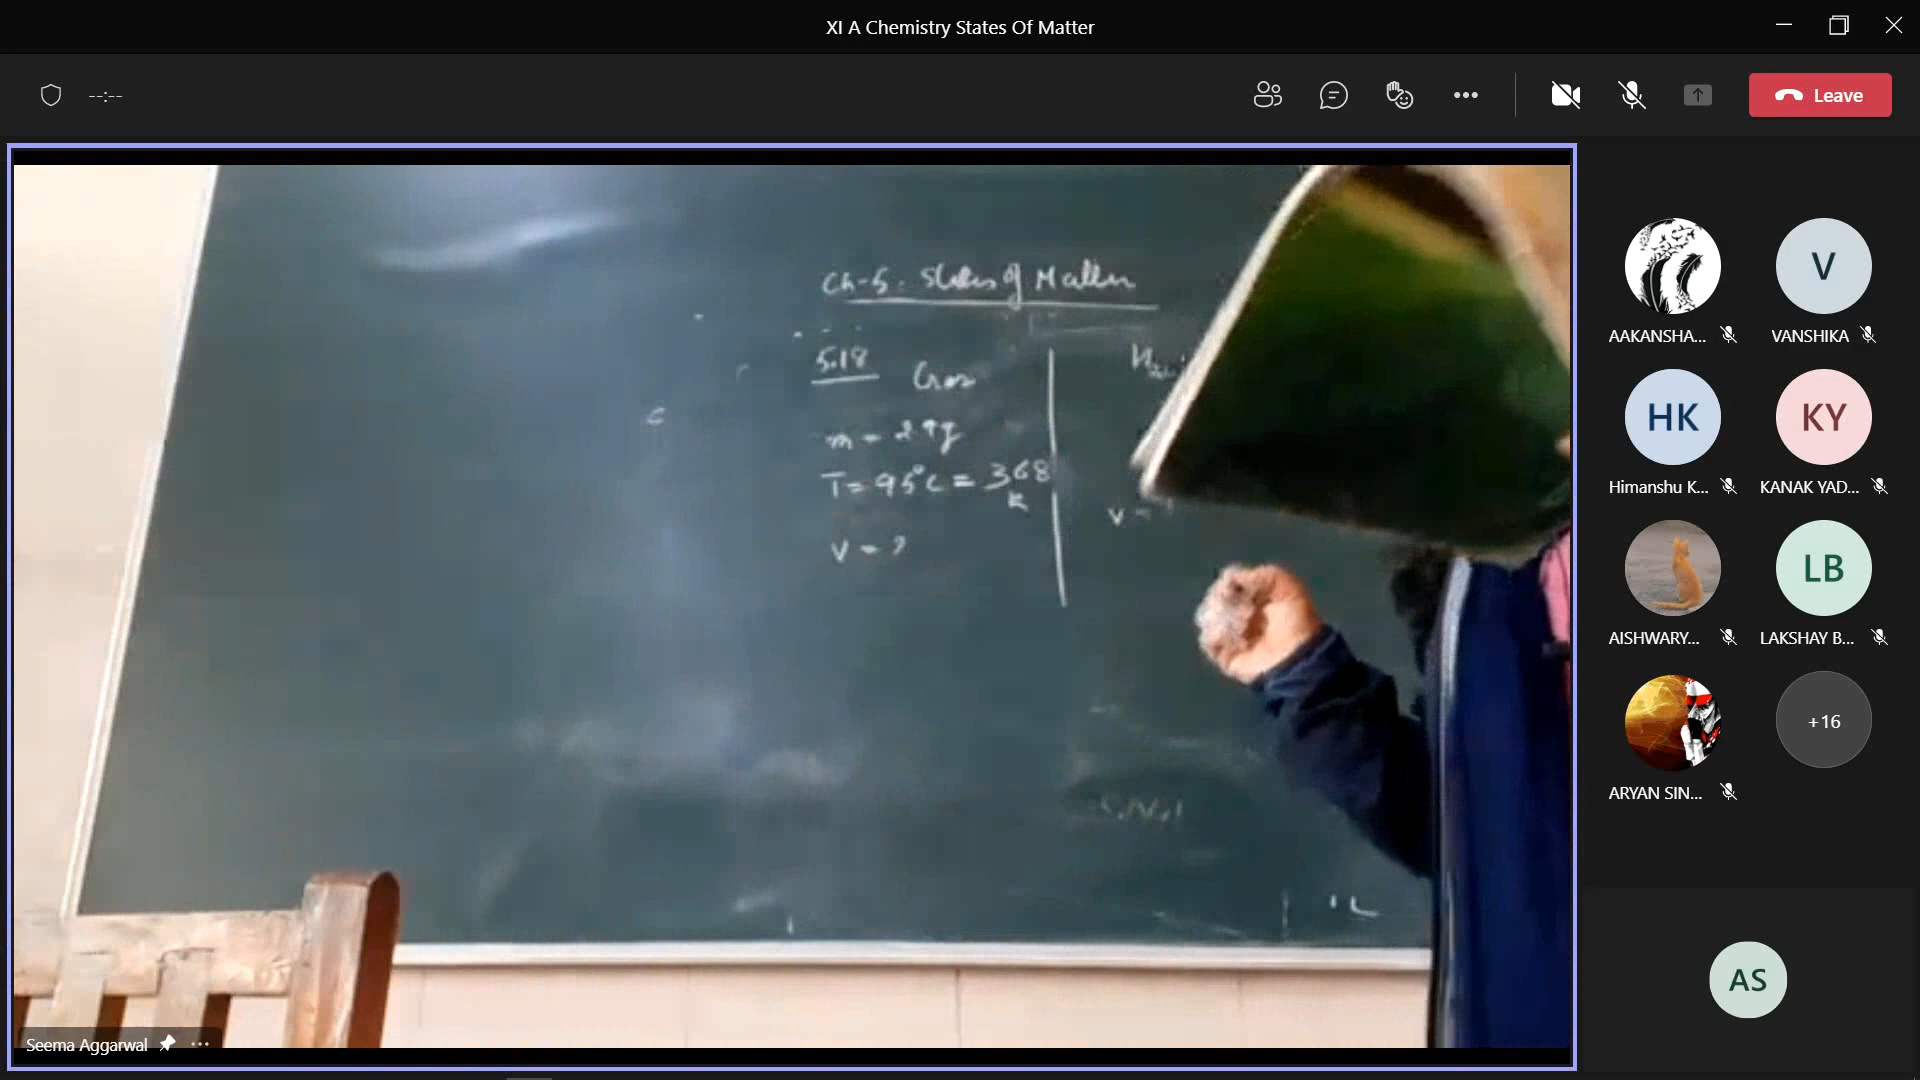 XI A Chemistry States Of Matter
--:--
Leave
Ch-5. States of Matter
5.18
Gas
m = 2.9g
T = 95°C = 368
K
V = ?
V =
AAKANSHA...
V
VANSHIKA
HK
Himanshu K...
KY
KANAK YAD...
AISHWARY...
LB
LAKSHAY B...
ARYAN SIN...
+16
AS
Seema Aggarwal